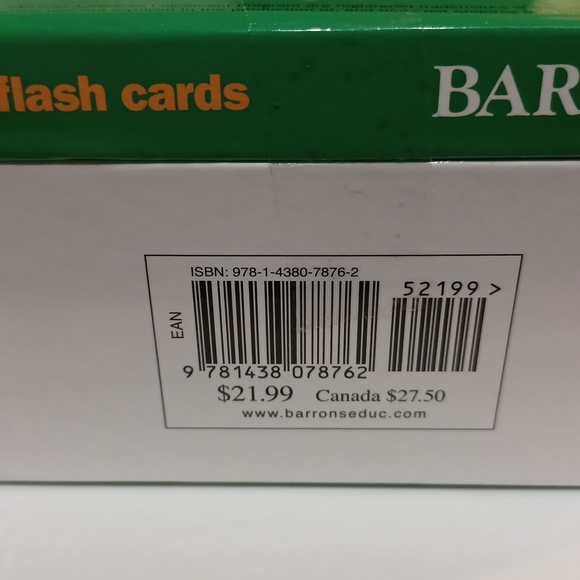 flash cards
BAR
ISBN: 978-1-4380-7876-2
52199 >
EAN
9 781438 078762
$21.99 Canada $27.50
www.barronseduc.com